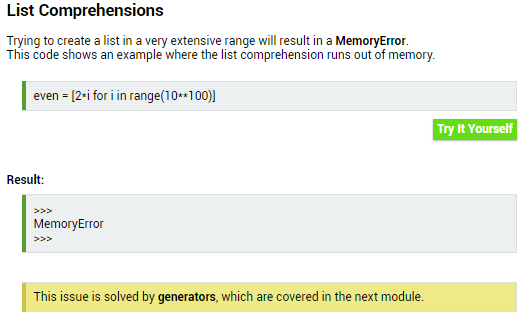 List Comprehensions
Trying to create a list in a very extensive range will result in a MemoryError.
This code shows an example where the list comprehension runs out of memory.
even = [2*i for i in range(10**100)]
Try It Yourself
Result:
>>>
MemoryError
>>>
This issue is solved by generators, which are covered in the next module.